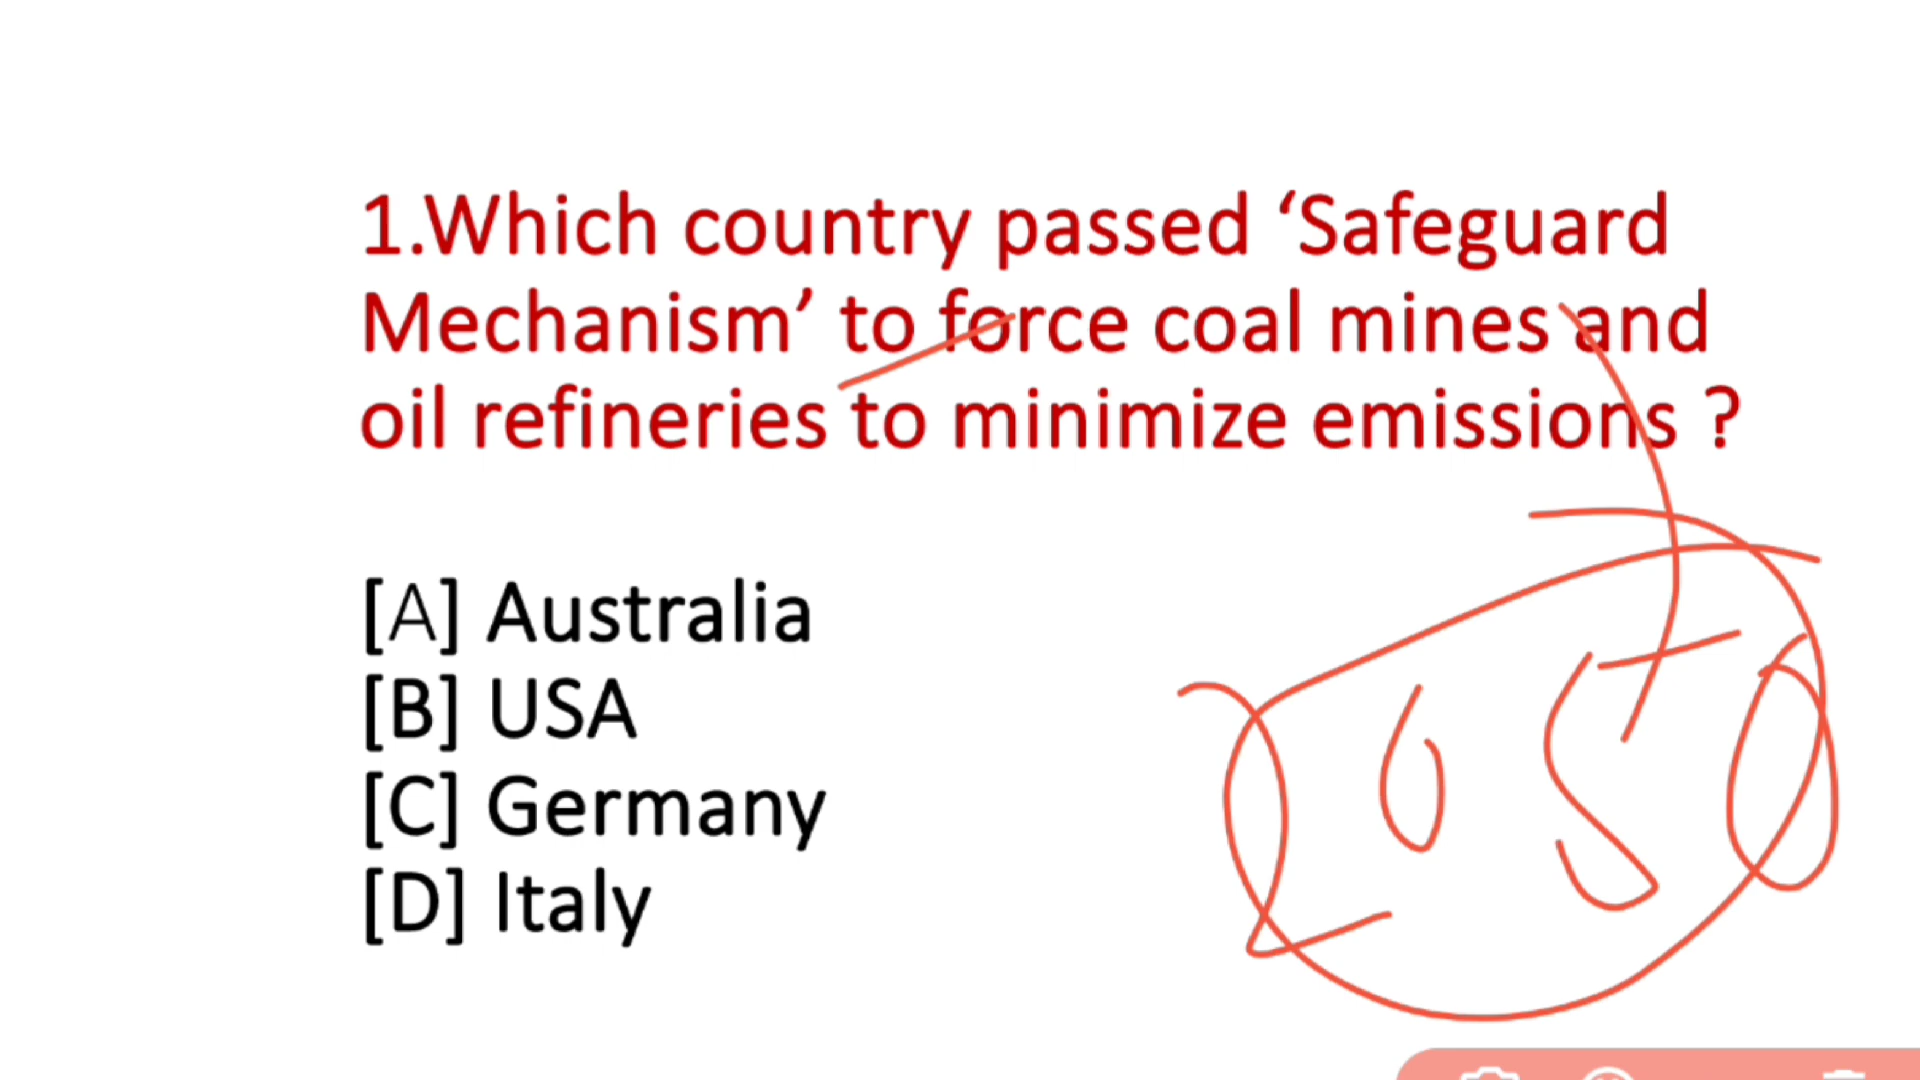 1.Which country passed ‘Safeguard
Mechanism’ to force coal mines and
oil refineries to minimize emissions ?
[A] Australia
[B] USA
[C] Germany
[D] Italy
2050